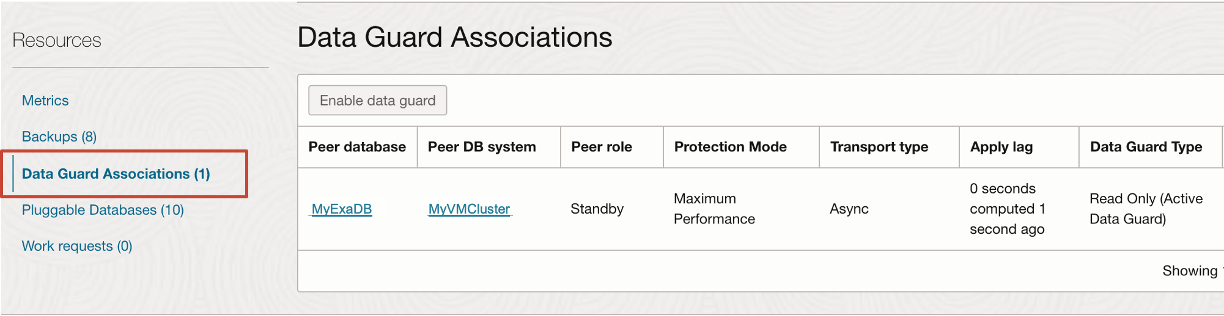 Resources
Metrics
Backups (8)
Data Guard Associations (1)
Pluggable Databases (10)
Work requests (0)
Data Guard Associations
Enable data guard
Peer database Peer DB system Peer role Protection Mode Transport type Apply lag Data Guard Type
MyExaDB MyVMCluster Standby Maximum Performance Async 0 seconds computed 1 second ago Read Only (Active Data Guard)
Showing